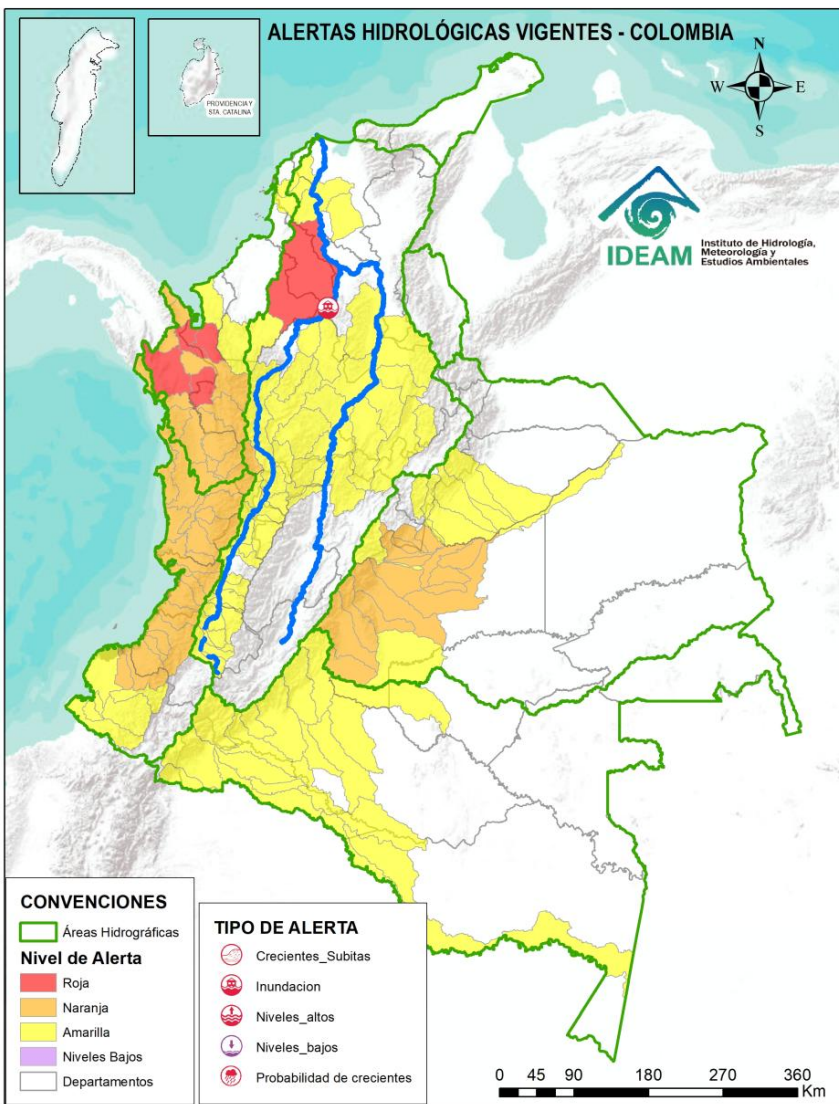 ALERTAS HIDROLÓGICAS VIGENTES - COLOMBIA
PROVIDENCIA Y
STA. CATALINA
N
W
E
S
IDEAM
Instituto de Hidrología,
Meteorología y
Estudios Ambientales
CONVENCIONES
Áreas Hidrográficas
Nivel de Alerta
Roja
Naranja
Amarilla
Niveles Bajos
Departamentos
TIPO DE ALERTA
Crecientes_Subitas
Inundacion
Niveles_altos
Niveles_bajos
Probabilidad de crecientes
0 45 90 180 270 360
Km